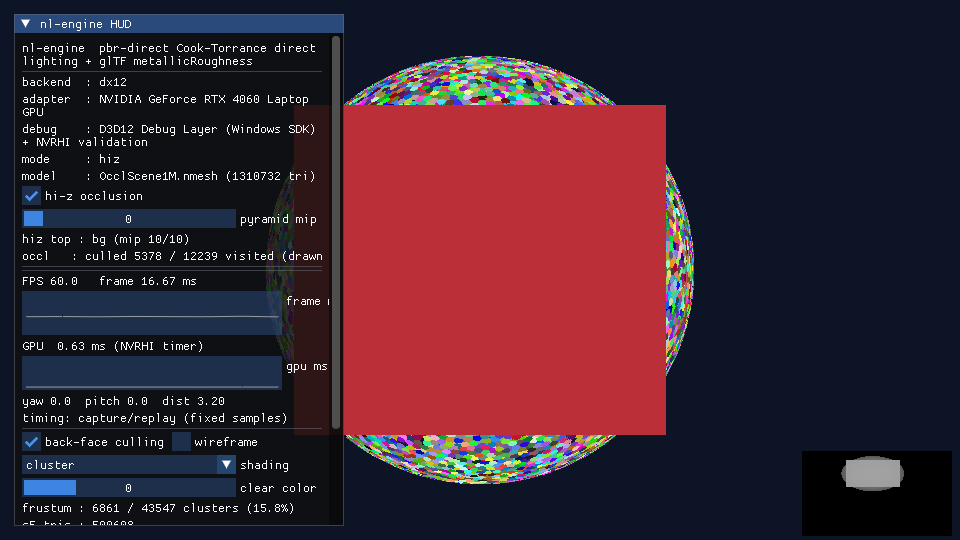 nl-engine HUD
nl-engine  pbr-direct Cook-Torrance direct
lighting + glTF metallicRoughness
backend  : dx12
adapter  : NVIDIA GeForce RTX 4060 Laptop
GPU
debug    : D3D12 Debug Layer (Windows SDK)
+ NVRHI validation
mode     : hiz
model    : OcclScene1M.nmesh (1310732 tri)
hi-z occlusion
0 pyramid mip
hiz top : bg (mip 10/10)
occl   : culled 5378 / 12239 visited (drawn
FPS 60.0   frame 16.67 ms
frame
GPU  0.63 ms (NVRHI timer)
gpu ms
yaw 0.0  pitch 0.0  dist 3.20
timing: capture/replay (fixed samples)
back-face culling wireframe
cluster shading
0 clear color
frustum : 6861 / 43547 clusters (15.8%)